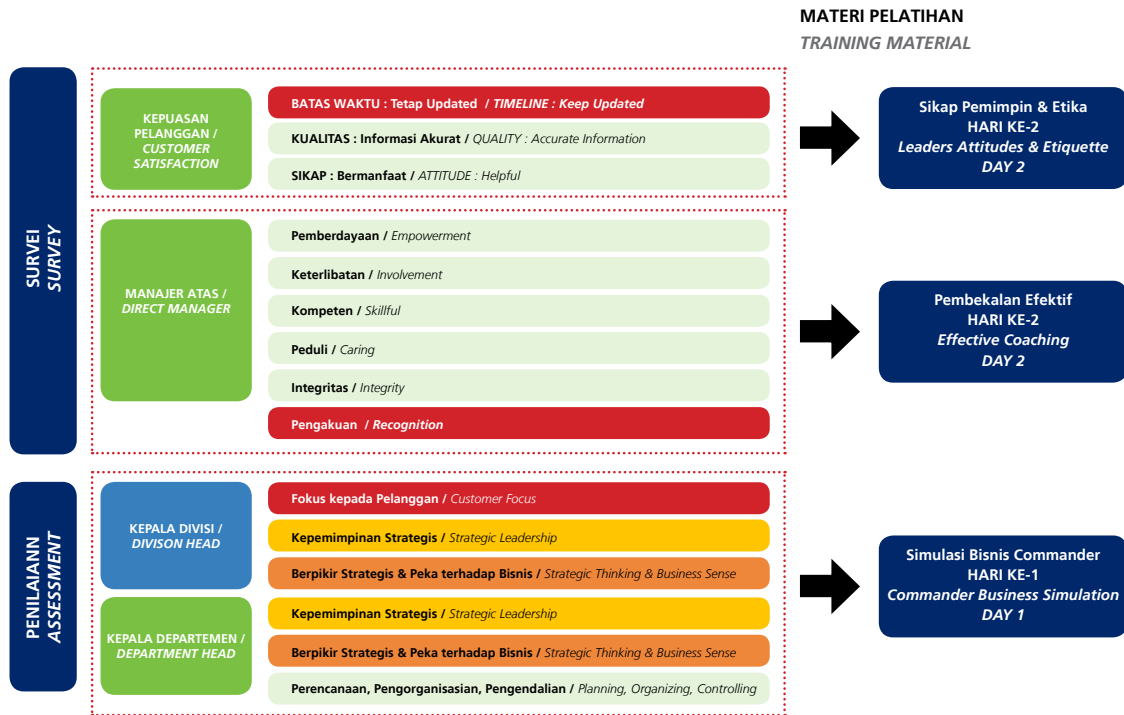 MATERI PELATIHAN
TRAINING MATERIAL
SURVEI
SURVEY
KEPUASAN
PELANGGAN /
CUSTOMER
SATISFACTION
BATAS WAKTU : Tetap Updated / TIMELINE : Keep Updated
KUALITAS : Informasi Akurat / QUALITY : Accurate Information
SIKAP : Bermanfaat / ATTITUDE : Helpful
Sikap Pemimpin & Etika
HARI KE-2
Leaders Attitudes & Etiquette
DAY 2
MANAJER ATAS /
DIRECT MANAGER
Pemberdayaan / Empowerment
Keterlibatan / Involvement
Kompeten / Skillful
Peduli / Caring
Integritas / Integrity
Pengakuan / Recognition
Pembekalan Efektif
HARI KE-2
Effective Coaching
DAY 2
PENILAIANN
ASSESSMENT
KEPALA DIVISI /
DIVISON HEAD
Fokus kepada Pelanggan / Customer Focus
Kepemimpinan Strategis / Strategic Leadership
Berpikir Strategis & Peka terhadap Bisnis / Strategic Thinking & Business Sense
KEPALA DEPARTEMEN /
DEPARTMENT HEAD
Kepemimpinan Strategis / Strategic Leadership
Berpikir Strategis & Peka terhadap Bisnis / Strategic Thinking & Business Sense
Perencanaan, Pengorganisasian, Pengendalian / Planning, Organizing, Controlling
Simulasi Bisnis Commander
HARI KE-1
Commander Business Simulation
DAY 1